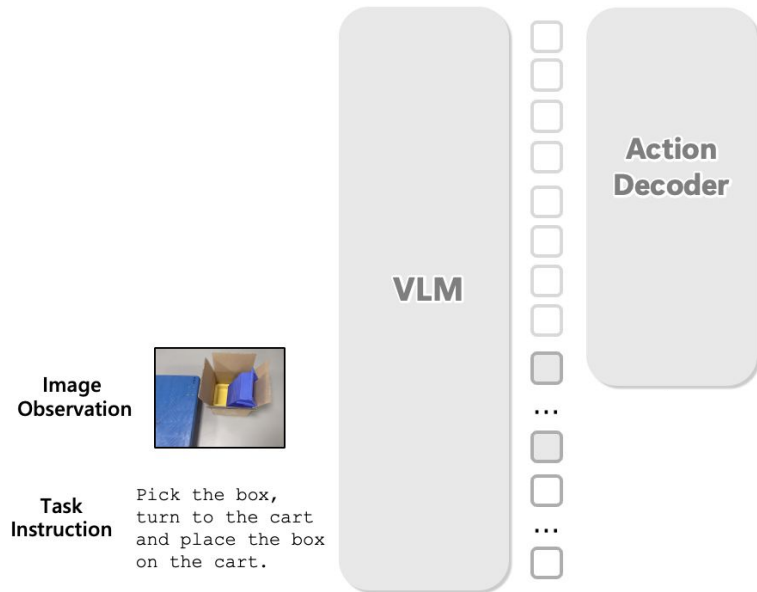 Action
Decoder
VLM
Image
Observation
...
Task
Instruction
Pick the box,
turn to the cart
and place the box
on the cart.
...